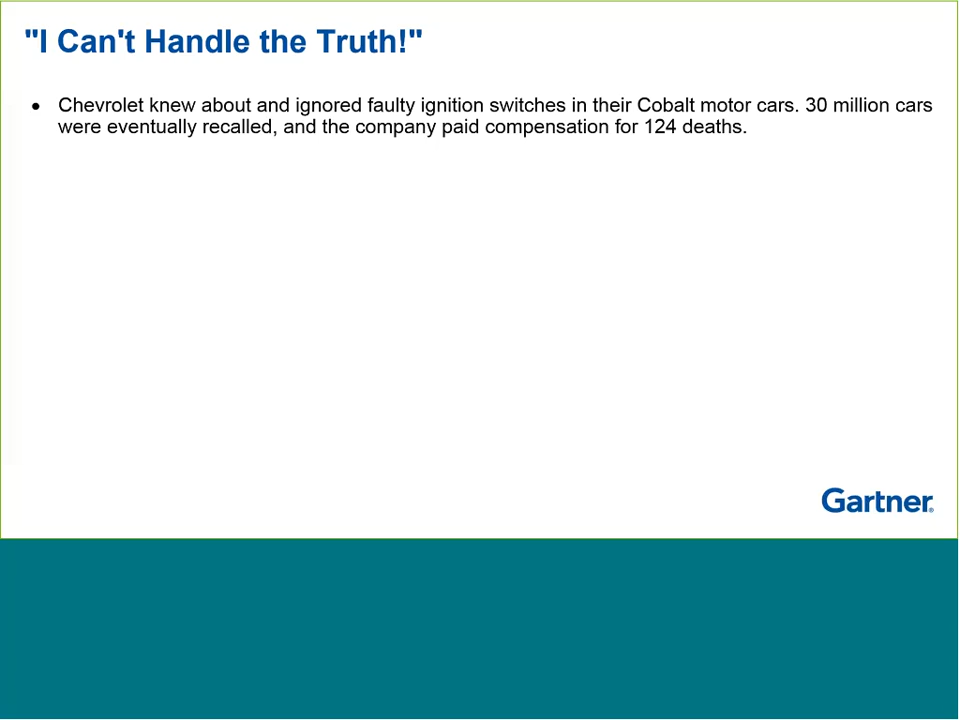 "I Can't Handle the Truth!"
• Chevrolet knew about and ignored faulty ignition switches in their Cobalt motor cars. 30 million cars
were eventually recalled, and the company paid compensation for 124 deaths.
Gartner®